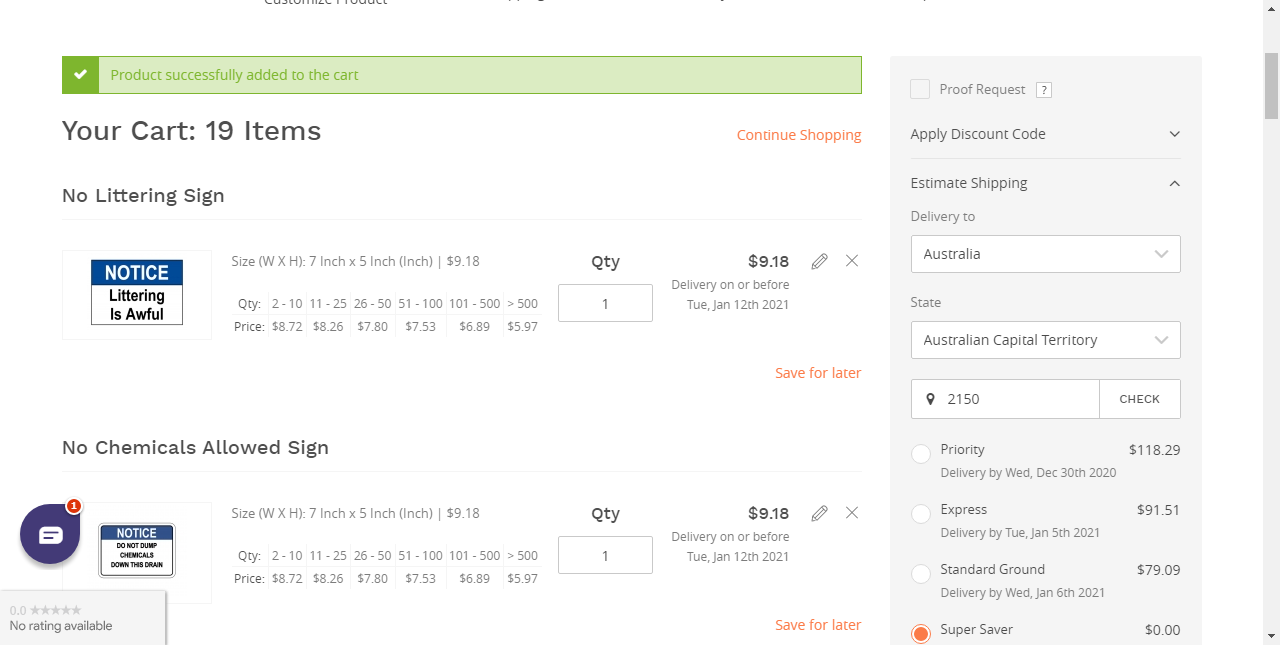 Customize Product
Product successfully added to the cart
Your Cart: 19 Items
Continue Shopping
No Littering Sign
NOTICE
Littering
Is Awful
Size (W X H): 7 Inch x 5 Inch (Inch) | $9.18
Qty: 2 - 10 11 - 25 26 - 50 51 - 100 101 - 500 > 500
Price: $8.72 $8.26 $7.80 $7.53 $6.89 $5.97
Qty
1
$9.18
Delivery on or before
Tue, Jan 12th 2021
Save for later
No Chemicals Allowed Sign
NOTICE
DO NOT DUMP
CHEMICALS
DOWN THIS DRAIN
Size (W X H): 7 Inch x 5 Inch (Inch) | $9.18
Qty: 2 - 10 11 - 25 26 - 50 51 - 100 101 - 500 > 500
Price: $8.72 $8.26 $7.80 $7.53 $6.89 $5.97
Qty
1
$9.18
Delivery on or before
Tue, Jan 12th 2021
Save for later
1
0.0
No rating available
Proof Request ?
Apply Discount Code
Estimate Shipping
Delivery to
Australia
State
Australian Capital Territory
2150 CHECK
Priority $118.29
Delivery by Wed, Dec 30th 2020
Express $91.51
Delivery by Tue, Jan 5th 2021
Standard Ground $79.09
Delivery by Wed, Jan 6th 2021
Super Saver $0.00